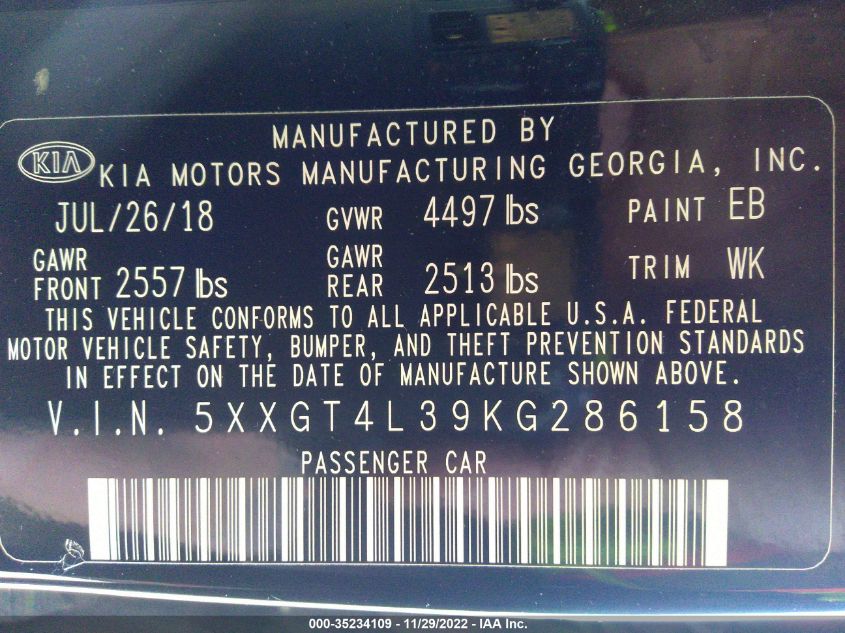 MANUFACTURED BY
KIA KIA MOTORS MANUFACTURING GEORGIA, INC.
JUL/26/18 GVWR 4497 lbs PAINT EB
GAWR FRONT 2557 lbs GAWR REAR 2513 lbs TRIM WK
THIS VEHICLE CONFORMS TO ALL APPLICABLE U.S.A. FEDERAL
MOTOR VEHICLE SAFETY, BUMPER, AND THEFT PREVENTION STANDARDS
IN EFFECT ON THE DATE OF MANUFACTURE SHOWN ABOVE.
V.I.N. 5XXGT4L39KG286158
PASSENGER CAR
000-35234109 - 11/29/2022 - IAA Inc.